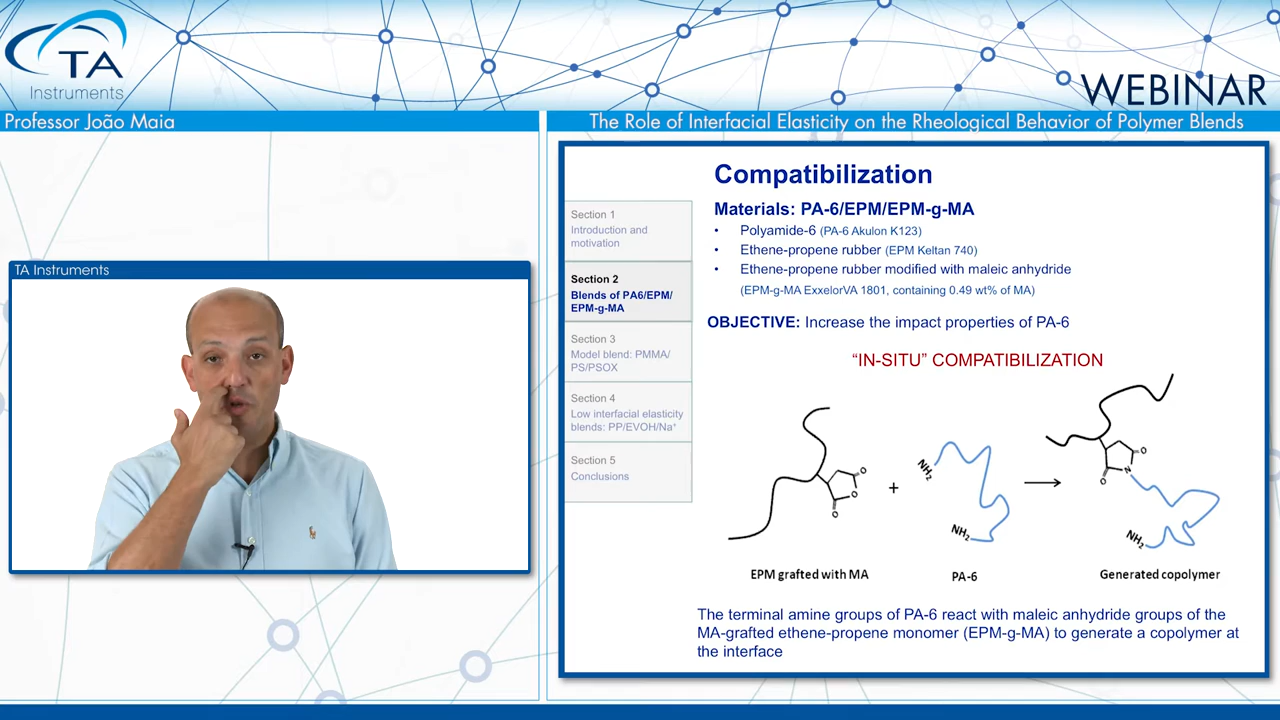 TA
Instruments
WEBINAR
Professor João Maia
The Role of Interfacial Elasticity on the Rheological Behavior of Polymer Blends
TA Instruments
Section 1
Introduction and
motivation
Section 2
Blends of PA6/EPM/
EPM-g-MA
Section 3
Model blend: PMMA/
PS/PSOX
Section 4
Low interfacial elasticity
blends: PP/EVOH/Na⁺
Section 5
Conclusions
Compatibilization
Materials: PA-6/EPM/EPM-g-MA
• Polyamide-6 (PA-6 Akulon K123)
• Ethene-propene rubber (EPM Keltan 740)
• Ethene-propene rubber modified with maleic anhydride
(EPM-g-MA ExxelorVA 1801, containing 0.49 wt% of MA)
OBJECTIVE: Increase the impact properties of PA-6
“IN-SITU” COMPATIBILIZATION
O
O
O
+
NH₂
NH₂
O
N
O
NH₂
EPM grafted with MA
PA-6
Generated copolymer
The terminal amine groups of PA-6 react with maleic anhydride groups of the
MA-grafted ethene-propene monomer (EPM-g-MA) to generate a copolymer at
the interface